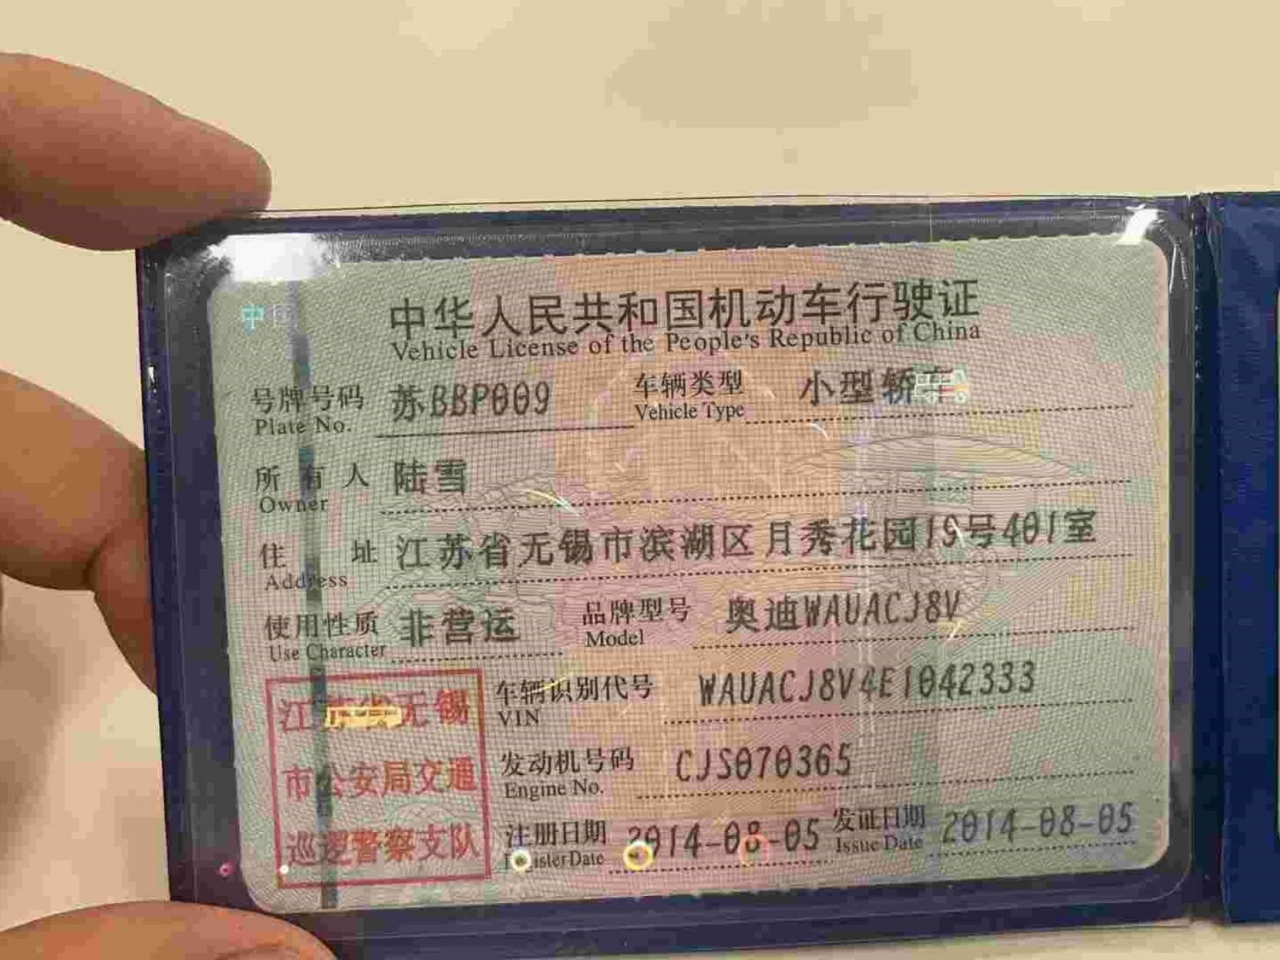 中国
中华人民共和国机动车行驶证
Vehicle License of the People's Republic of China
号牌号码 苏BBP009 车辆类型 小型轿车
Plate No. Vehicle Type
所有人 陆雪
Owner
住址 江苏省无锡市滨湖区月秀花园19号401室
Address
使用性质 非营运 品牌型号 奥迪WAUACJ8V
Use Character Model
车辆识别代号 WAUACJ8V4E1042333
VIN
发动机号码 CJS070365
Engine No.
注册日期 2014-08-05 发证日期 2014-08-05
Register Date Issue Date
江苏省无锡
市公安局交通
巡逻警察支队